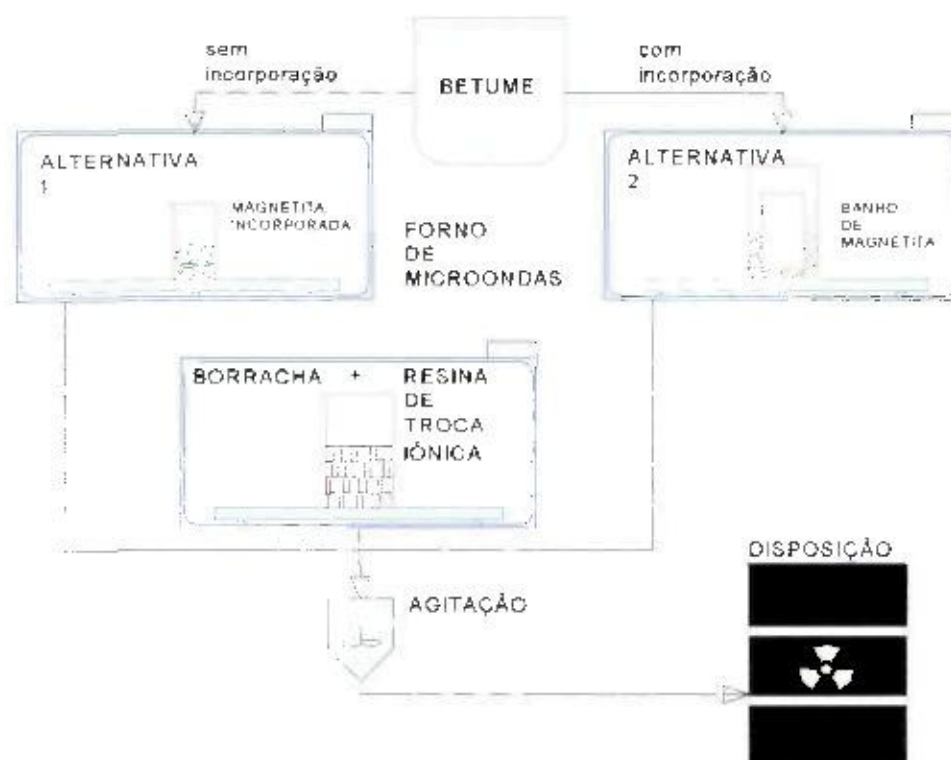 sem
incorporação
BETUME
com
incorporação
ALTERNATIVA
1
MAGNETITA
INCORPORADA
FORNO
DE
MICROONDAS
ALTERNATIVA
2
BANHO
DE
MAGNETITA
BORRACHA + RESINA
DE
TROCA
IÔNICA
AGITAÇÃO
DISPOSIÇÃO